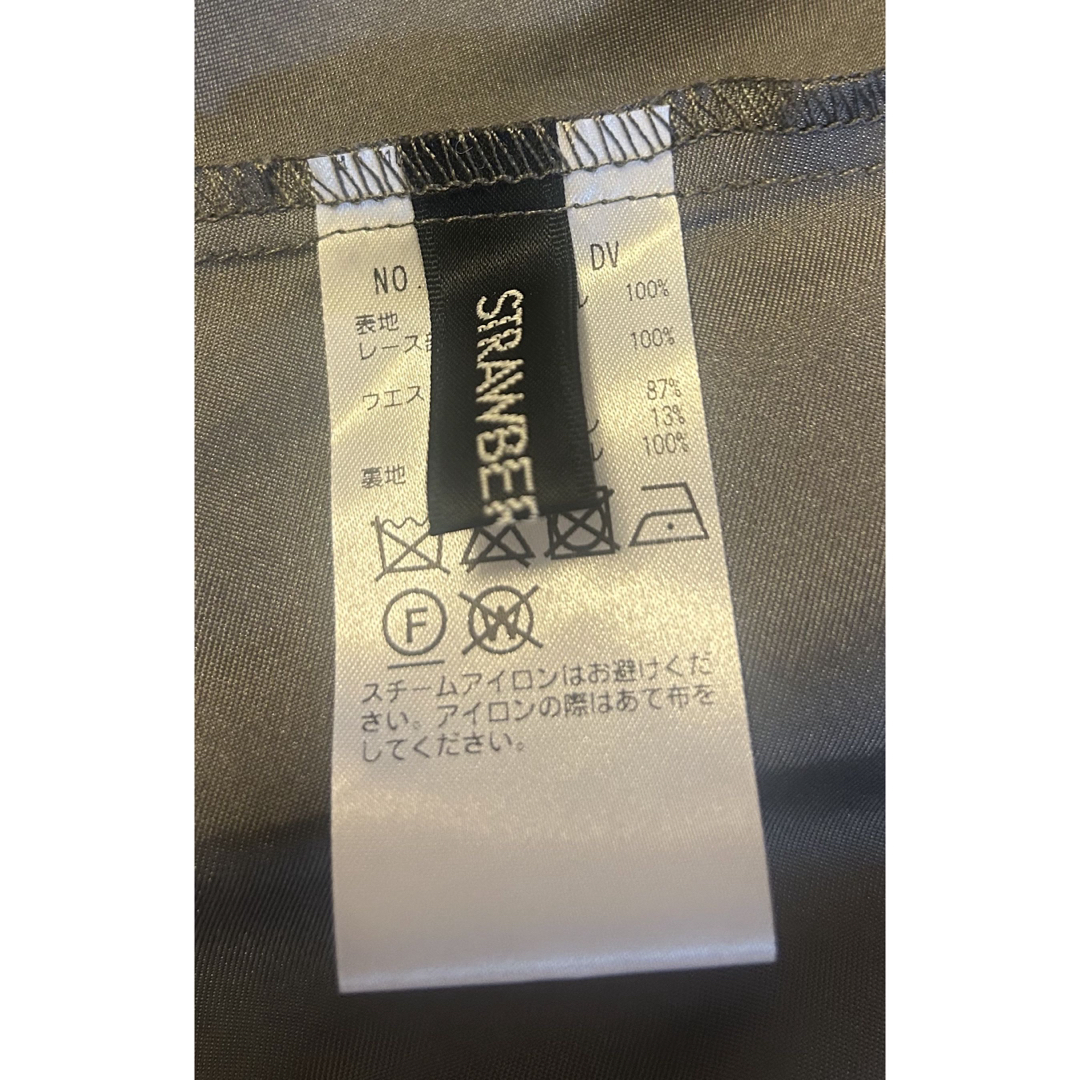 NO. DV
表地 100%
レース 100%
ウエス 87%
13%
裏地 100%
STRAWBER
F
W
スチームアイロンはお避けくだ
さい。アイロンの際はあて布を
してください。